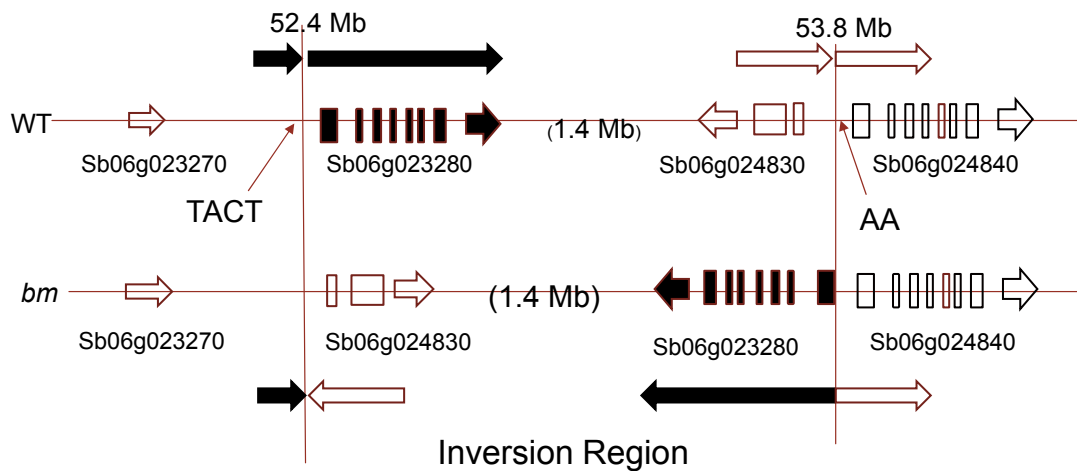 52.4 Mb
53.8 Mb
WT
(1.4 Mb)
Sb06g023270
Sb06g023280
Sb06g024830
Sb06g024840
TACT
AA
bm
(1.4 Mb)
Sb06g023270
Sb06g024830
Sb06g023280
Sb06g024840
Inversion Region